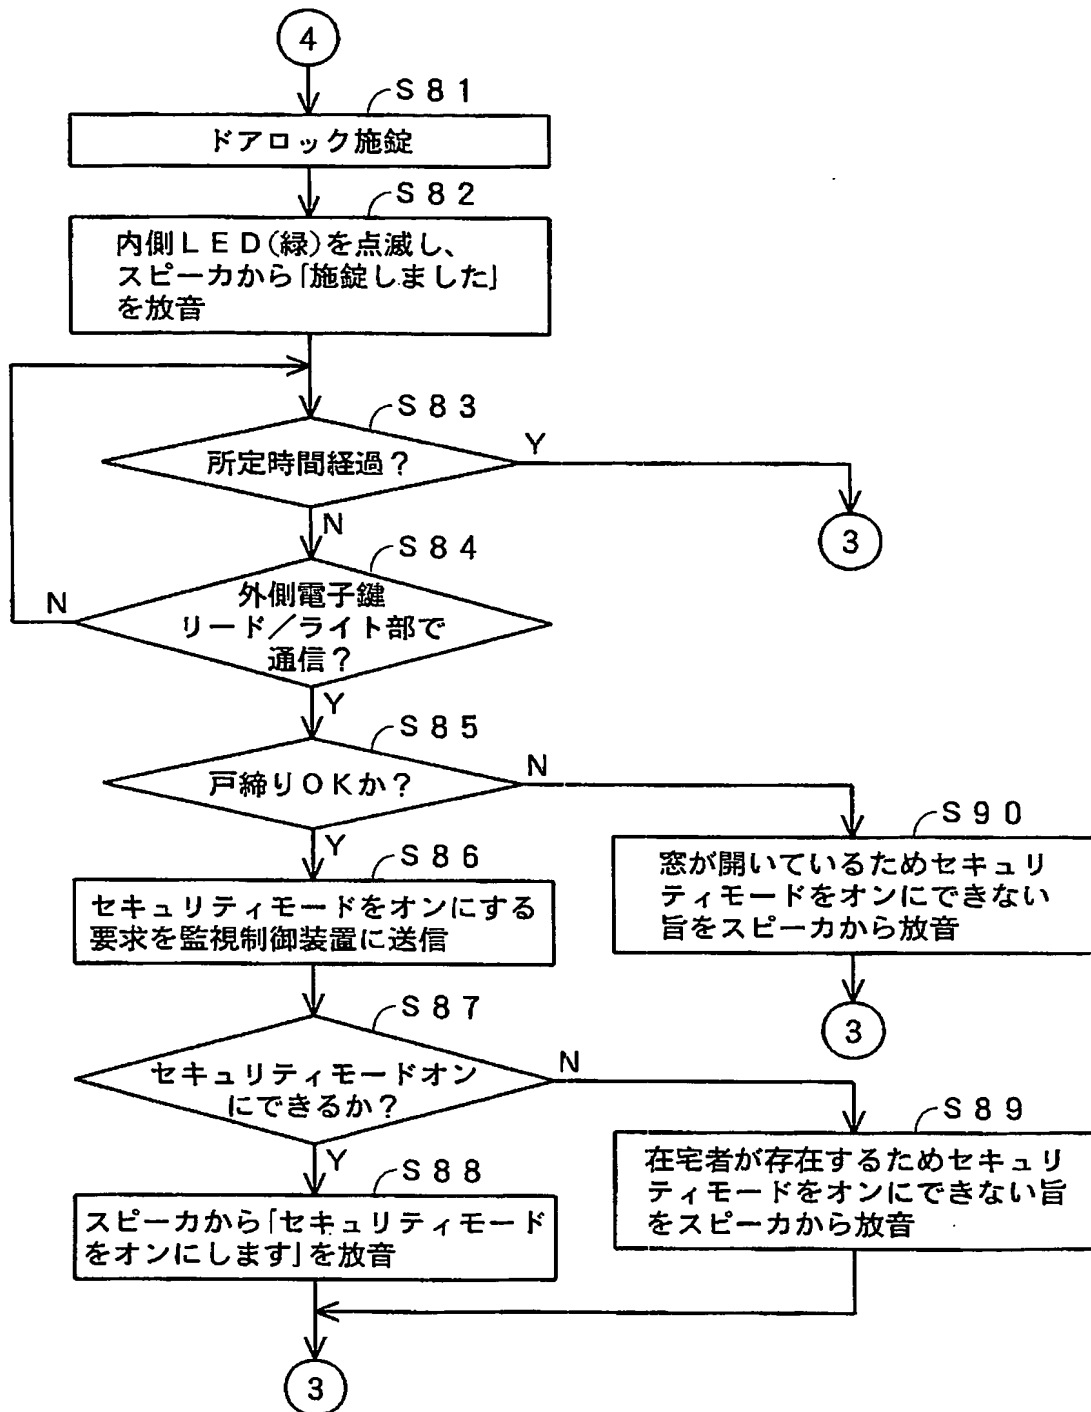 4
S81
ドアロック施錠
S82
内側LED(緑)を点滅し、
スピーカから「施錠しました」
を放音
S83
所定時間経過?
Y
N
3
S84
外側電子鍵
リード/ライト部で
通信?
N
Y
S85
戸締りOKか?
N
Y
S90
窓が開いているためセキュリ
ティモードをオンにできない
旨をスピーカから放音
3
S86
セキュリティモードをオンにする
要求を監視制御装置に送信
S87
セキュリティモードオン
にできるか?
N
Y
S89
在宅者が存在するためセキュリ
ティモードをオンにできない旨
をスピーカから放音
S88
スピーカから「セキュリティモード
をオンにします」を放音
3